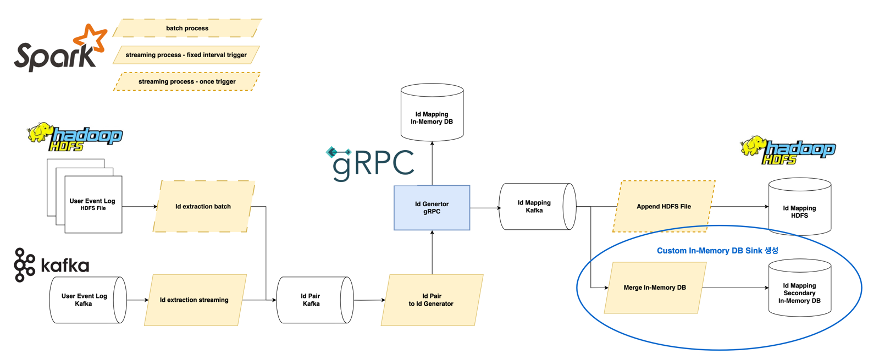 Spark
batch process
streaming process - fixed interval trigger
streaming process - once trigger
Id Mapping
In-Memory DB
hadoop
HDFS
gRPC
hadoop
HDFS
User Event Log
HDFS File
Id extraction batch
Id Genertor
gRPC
Id Mapping
Kafka
Append HDFS File
Id Mapping
HDFS
Custom In-Memory DB Sink 생성
kafka
User Event Log
Kafka
Id extraction streaming
Id Pair
Kafka
Id Pair
to Id Generator
Merge In-Memory DB
Id Mapping
Secondary
In-Memory DB